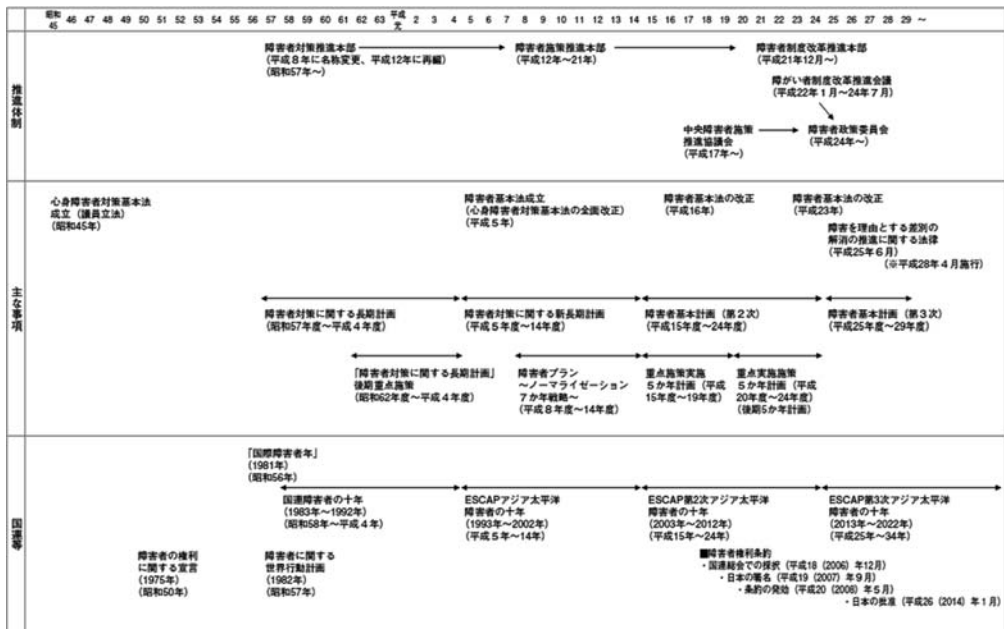 昭和 平成
45 46 47 48 49 50 51 52 53 54 55 56 57 58 59 60 61 62 63 元 2 3 4 5 6 7 8 9 10 11 12 13 14 15 16 17 18 19 20 21 22 23 24 25 26 27 28 29 ～
推進体制
障害者対策推進本部
(平成8年に名称変更、平成12年に再編)
(昭和57年～)
障害者施策推進本部
(平成12年～21年)
障害者制度改革推進本部
(平成21年12月～)
障がい者制度改革推進会議
(平成22年1月～24年7月)
中央障害者施策
推進協議会
(平成17年～)
障害者政策委員会
(平成24年～)
主な事項
心身障害者対策基本法
成立（議員立法）
(昭和45年)
障害者基本法成立
(心身障害者対策基本法の全面改正)
(平成5年)
障害者基本法の改正
(平成16年)
障害者基本法の改正
(平成23年)
障害を理由とする差別の
解消の推進に関する法律
(平成25年6月)
(※平成28年4月施行)
障害者対策に関する長期計画
(昭和57年度～平成4年度)
障害者対策に関する新長期計画
(平成5年度～14年度)
障害者基本計画（第2次）
(平成15年度～24年度)
障害者基本計画（第3次）
(平成25年度～29年度)
「障害者対策に関する長期計画」
後期重点施策
(昭和62年度～平成4年度)
障害者プラン
～ノーマライゼーション
7か年戦略～
(平成8年度～14年度)
重点施策実施
5か年計画（平成
15年度～19年度)
重点実施施策
5か年計画（平成
20年度～24年度)
(後期5か年計画)
国連等
「国際障害者年」
(1981年)
(昭和56年)
国連障害者の十年
(1983年～1992年)
(昭和58年～平成4年)
ESCAPアジア太平洋
障害者の十年
(1993年～2002年)
(平成5年～14年)
ESCAP第2次アジア太平洋
障害者の十年
(2003年～2012年)
(平成15年～24年)
ESCAP第3次アジア太平洋
障害者の十年
(2013年～2022年)
(平成25年～34年)
障害者の権利
に関する宣言
(1975年)
(昭和50年)
障害者に関する
世界行動計画
(1982年)
(昭和57年)
■障害者権利条約
・国連総会での採択（平成18（2006）年12月）
・日本の署名（平成19（2007）年9月）
・条約の発効（平成20（2008）年5月）
・日本の批准（平成26（2014）年1月）